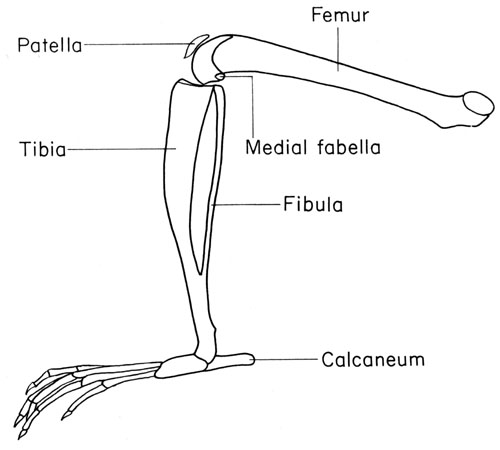 Femur
Patella
Tibia
Medial fabella
Fibula
Calcaneum